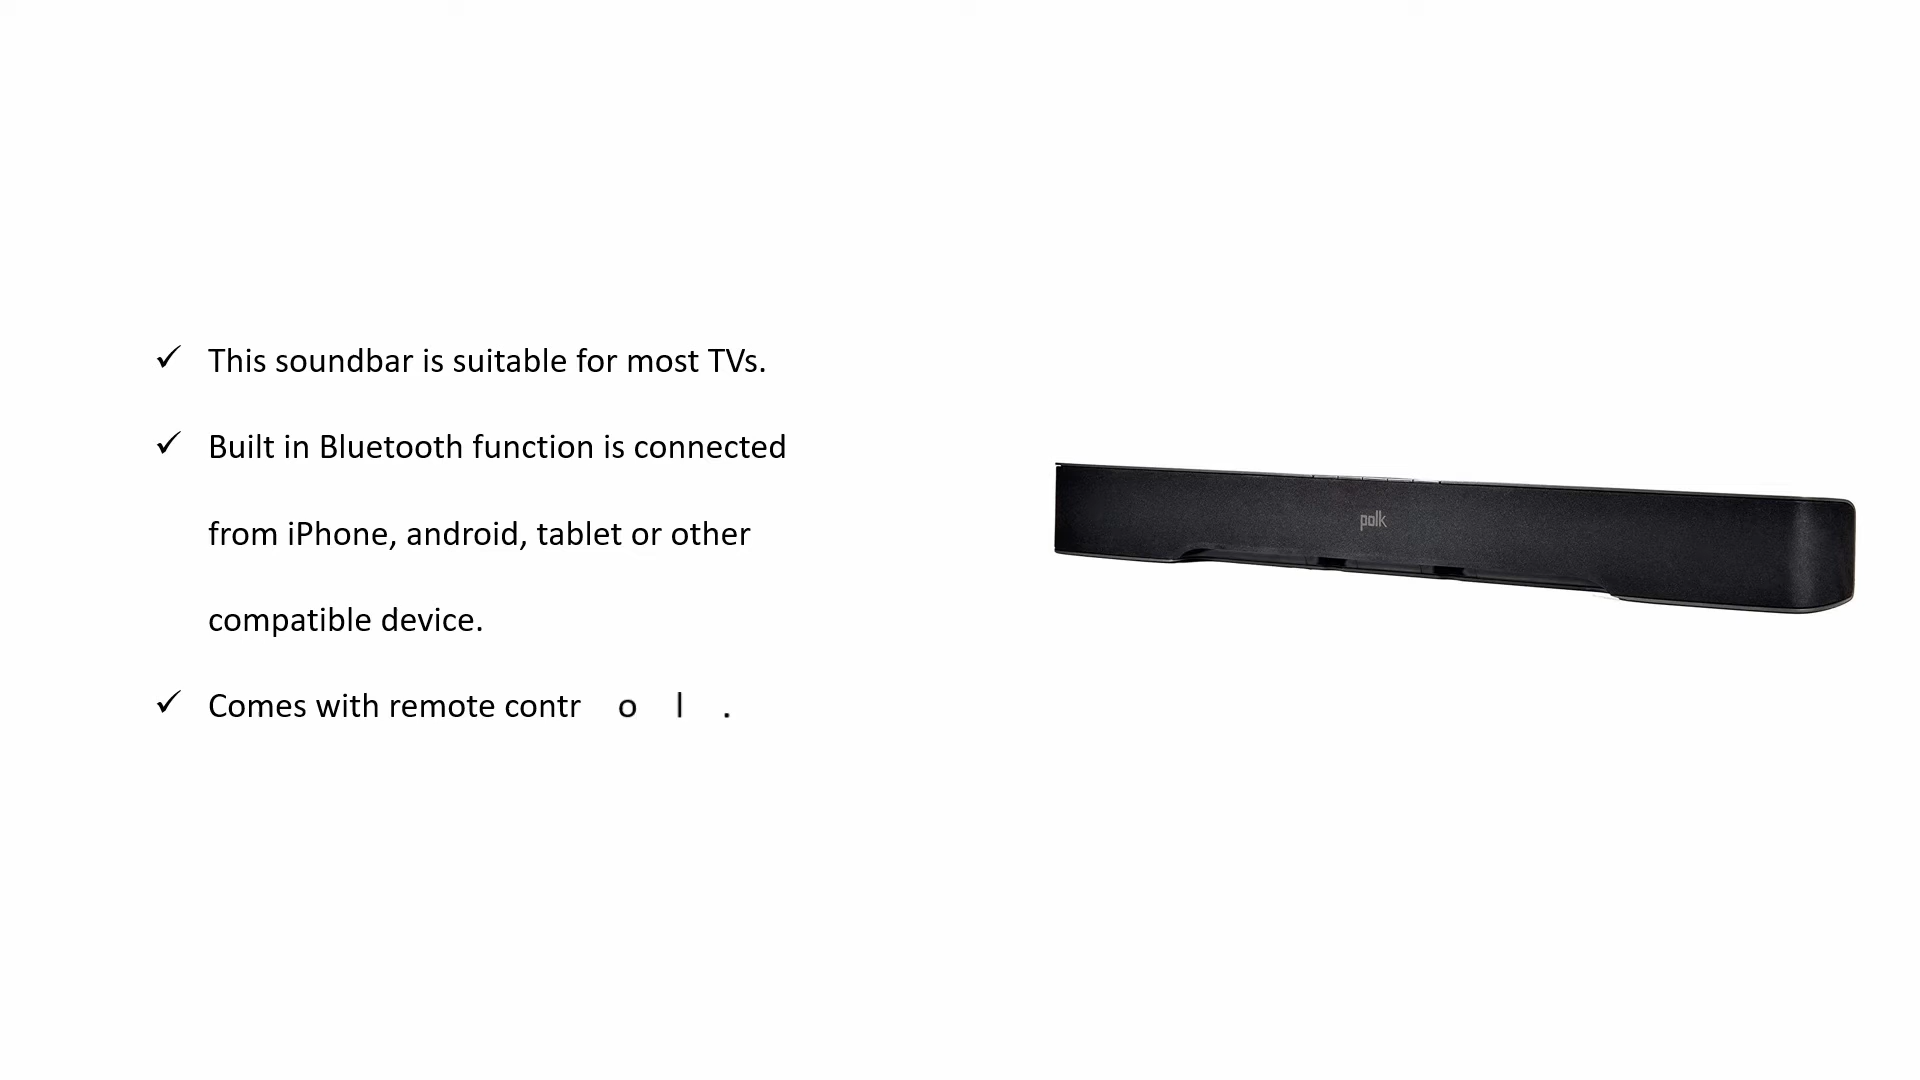 ✓ This soundbar is suitable for most TVs.
✓ Built in Bluetooth function is connected
from iPhone, android, tablet or other
compatible device.
✓ Comes with remote control.
polk